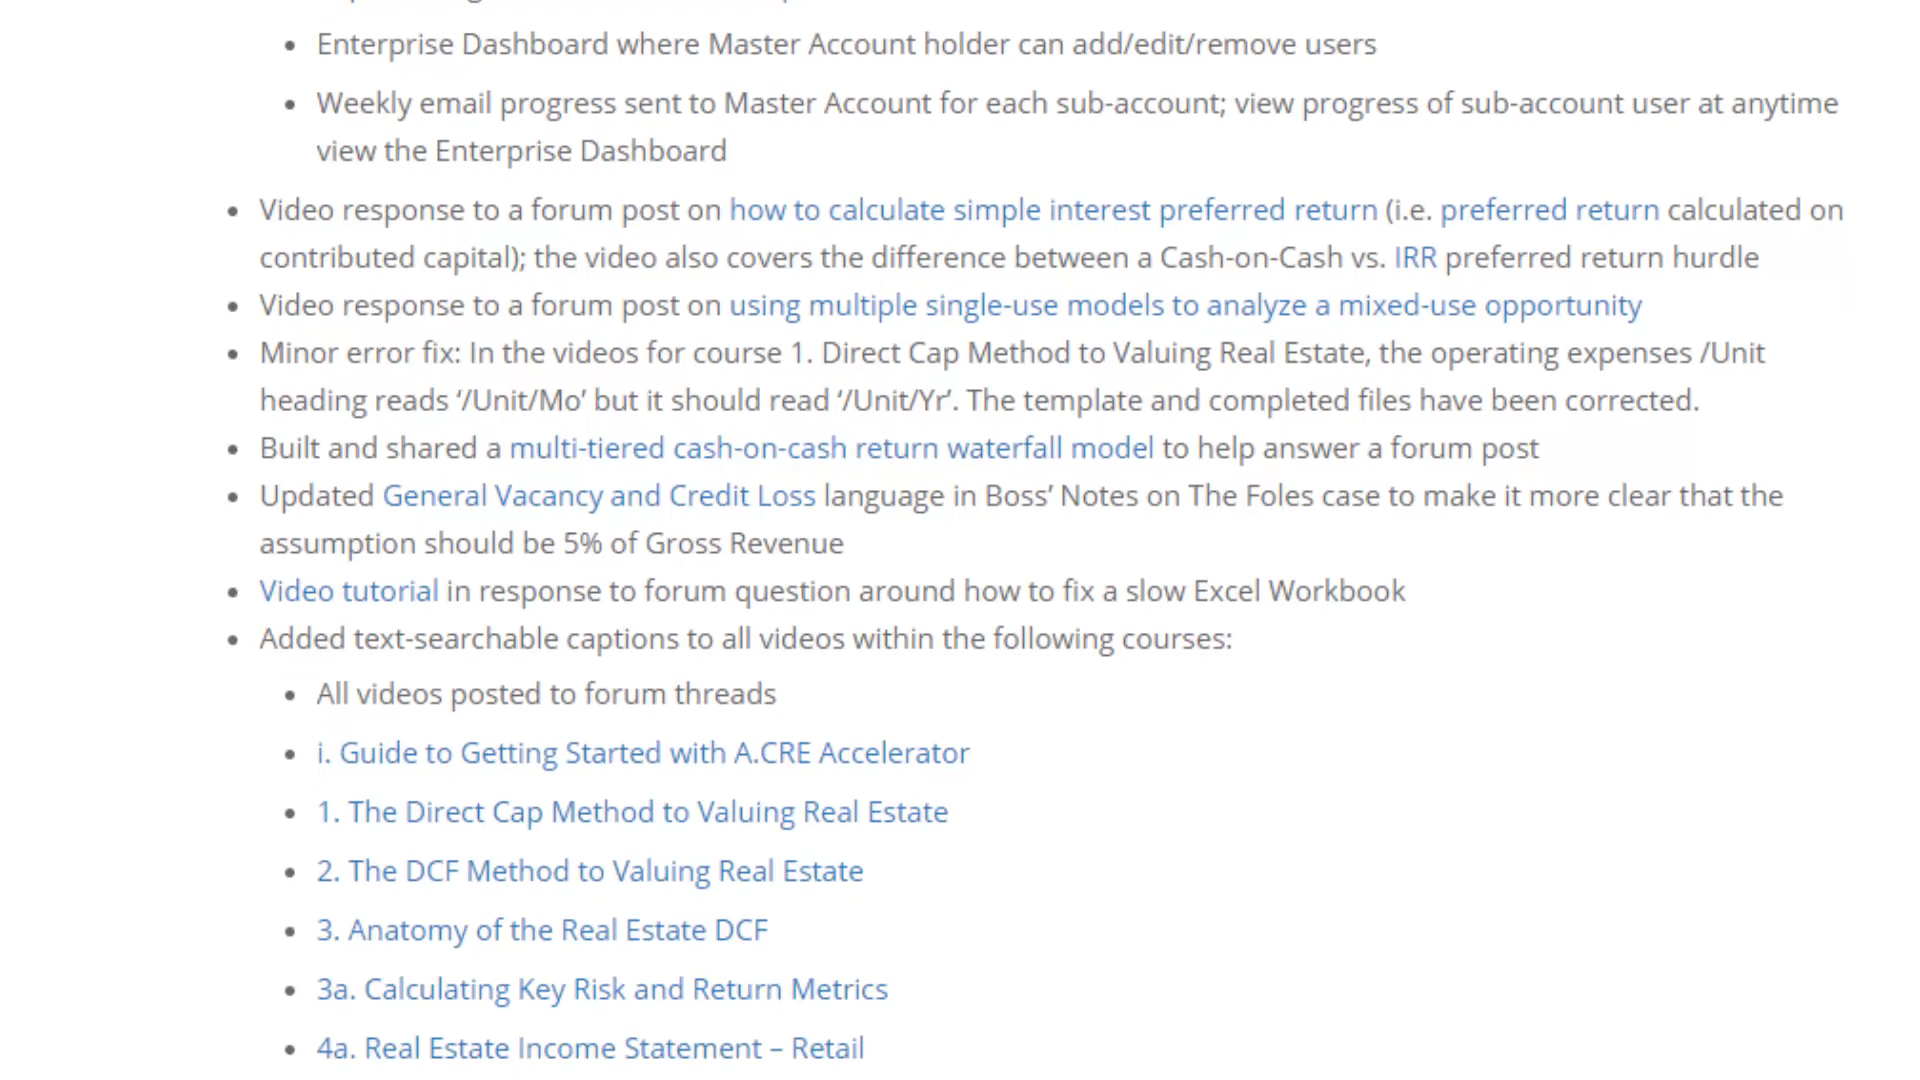 Enterprise Dashboard where Master Account holder can add/edit/remove users
Weekly email progress sent to Master Account for each sub-account; view progress of sub-account user at anytime
view the Enterprise Dashboard
Video response to a forum post on how to calculate simple interest preferred return (i.e. preferred return calculated on
contributed capital); the video also covers the difference between a Cash-on-Cash vs. IRR preferred return hurdle
Video response to a forum post on using multiple single-use models to analyze a mixed-use opportunity
Minor error fix: In the videos for course 1. Direct Cap Method to Valuing Real Estate, the operating expenses /Unit
heading reads ‘/Unit/Mo’ but it should read ‘/Unit/Yr’. The template and completed files have been corrected.
Built and shared a multi-tiered cash-on-cash return waterfall model to help answer a forum post
Updated General Vacancy and Credit Loss language in Boss’ Notes on The Foles case to make it more clear that the
assumption should be 5% of Gross Revenue
Video tutorial in response to forum question around how to fix a slow Excel Workbook
Added text-searchable captions to all videos within the following courses:
All videos posted to forum threads
i. Guide to Getting Started with A.CRE Accelerator
1. The Direct Cap Method to Valuing Real Estate
2. The DCF Method to Valuing Real Estate
3. Anatomy of the Real Estate DCF
3a. Calculating Key Risk and Return Metrics
4a. Real Estate Income Statement – Retail